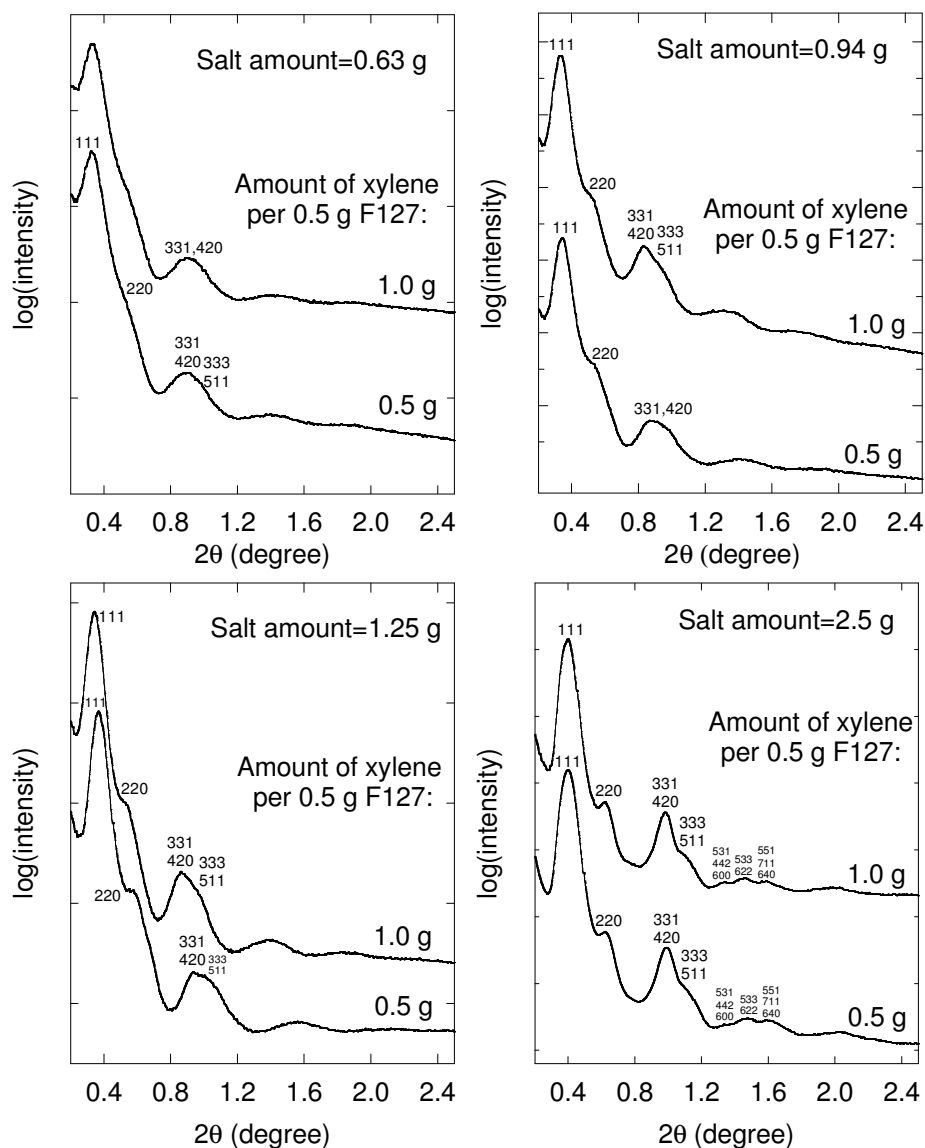 Salt amount=0.63 g
111
Amount of xylene
per 0.5 g F127:
220
331,420
1.0 g
331
420 333
511
0.5 g
log(intensity)
0.4 0.8 1.2 1.6 2.0 2.4
2θ (degree)
111
Salt amount=0.94 g
220
Amount of xylene
per 0.5 g F127:
331
420 333
511
111
1.0 g
220
331,420
0.5 g
log(intensity)
0.4 0.8 1.2 1.6 2.0 2.4
2θ (degree)
111
Salt amount=1.25 g
111
Amount of xylene
per 0.5 g F127:
220
331
420 333
511
220
1.0 g
331
420 333
511
0.5 g
log(intensity)
0.4 0.8 1.2 1.6 2.0 2.4
2θ (degree)
111
Salt amount=2.5 g
Amount of xylene
per 0.5 g F127:
111
220
331
420
333
511
531
442
600
533
622
551
711
640
1.0 g
220
331
420
333
511
531
442
600
533
622
551
711
640
0.5 g
log(intensity)
0.4 0.8 1.2 1.6 2.0 2.4
2θ (degree)